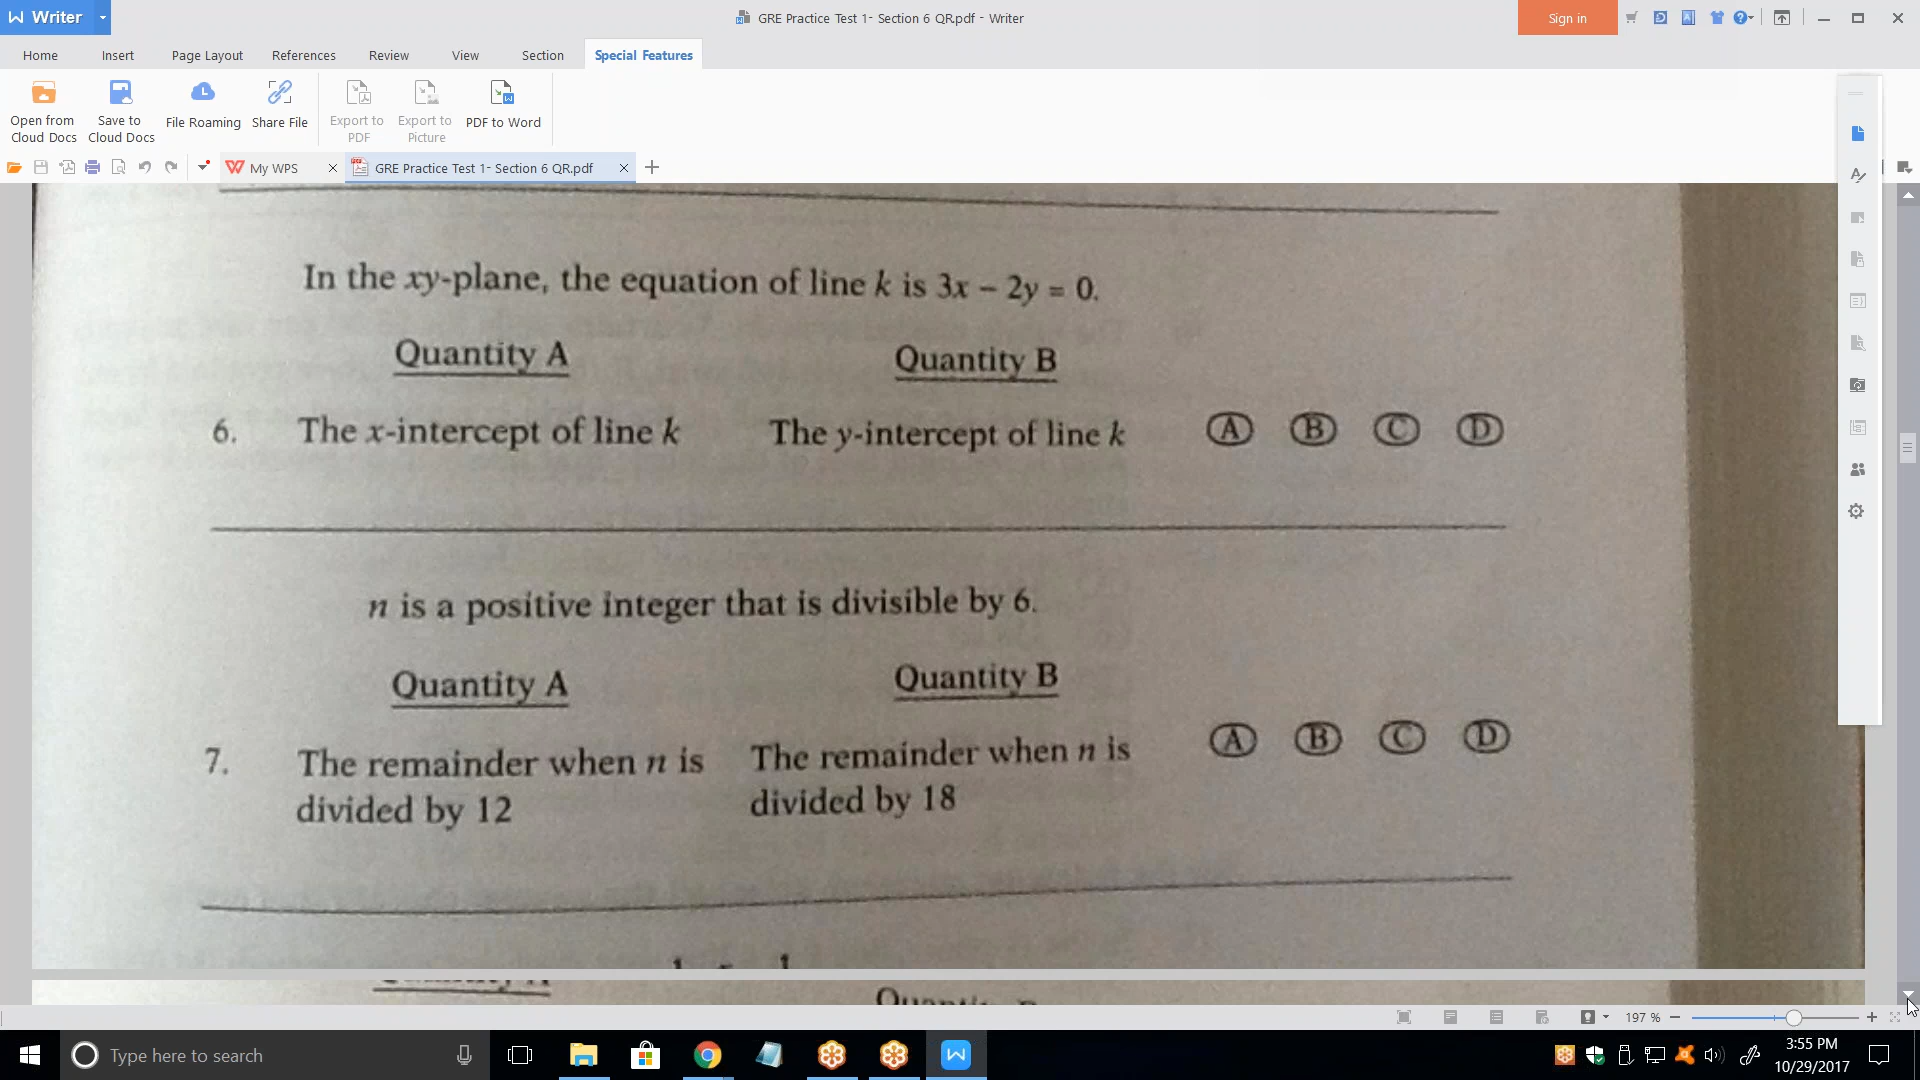 Writer
GRE Practice Test 1- Section 6 QR.pdf - Writer
Sign in
Home Insert Page Layout References Review View Section Special Features
Open from Cloud Docs
Save to Cloud Docs
File Roaming
Share File
Export to PDF
Export to Picture
PDF to Word
My WPS
GRE Practice Test 1- Section 6 QR.pdf
In the xy-plane, the equation of line k is 3x – 2y = 0.
Quantity A Quantity B
6. The x-intercept of line k The y-intercept of line k A B C D
n is a positive integer that is divisible by 6.
Quantity A Quantity B
7. The remainder when n is The remainder when n is A B C D
divided by 12 divided by 18
197 %
Type here to search
3:55 PM
10/29/2017